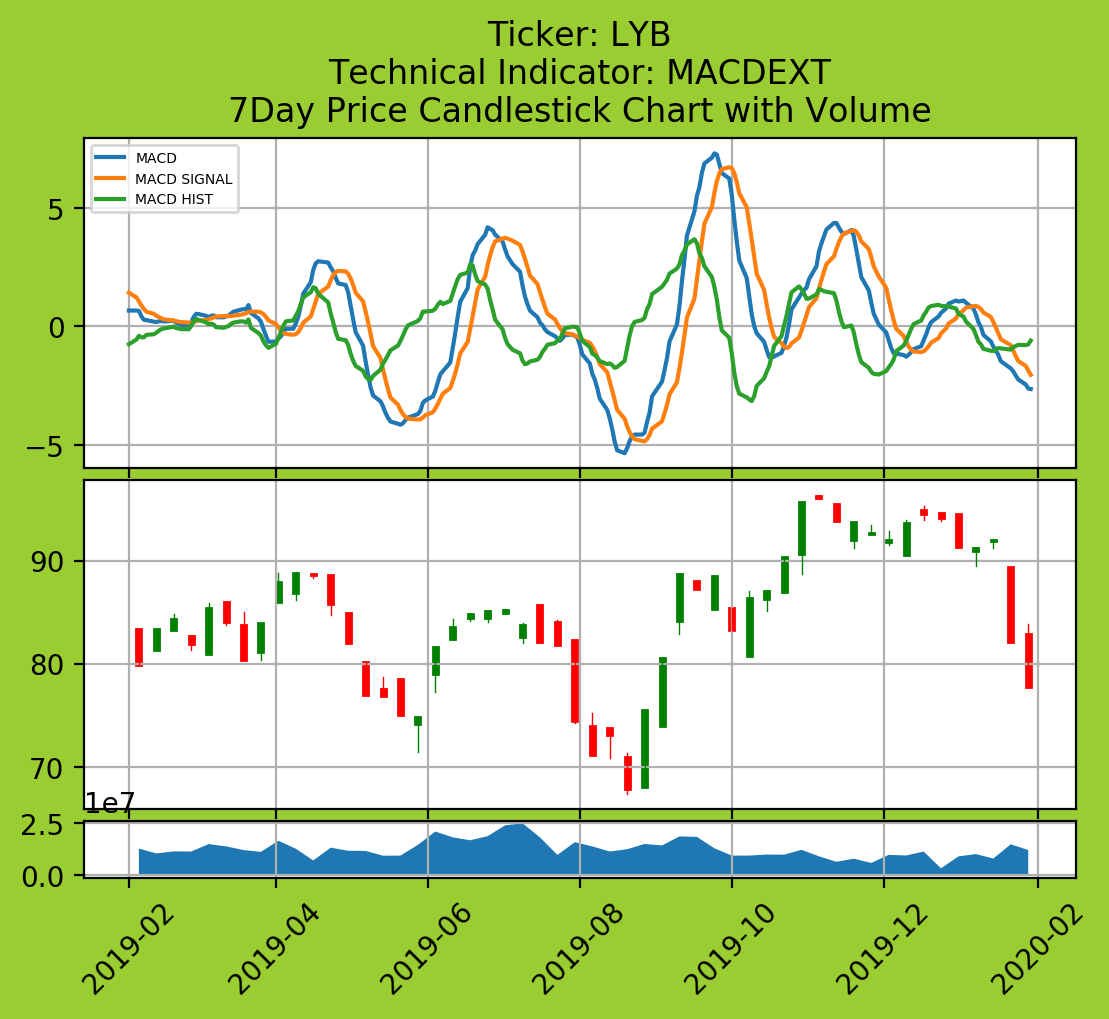 Ticker: LYB
Technical Indicator: MACDEXT
7Day Price Candlestick Chart with Volume
MACD
MACD SIGNAL
MACD HIST
5
0
−5
90
80
70
1e7
2.5
0.0
2019-02
2019-04
2019-06
2019-08
2019-10
2019-12
2020-02